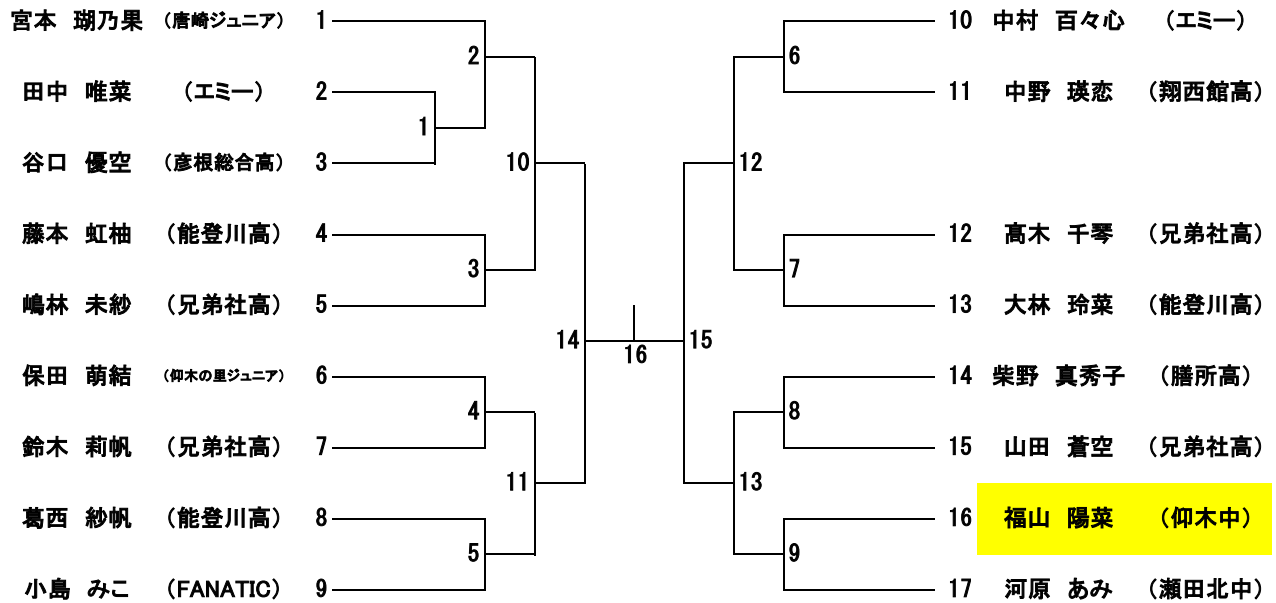 宮本 瑚乃果 (唐崎ジュニア) 1
田中 唯菜 (エミー) 2
谷口 優空 (彦根総合高) 3
藤本 虹柚 (能登川高) 4
嶋林 未紗 (兄弟社高) 5
保田 萌結 (仰木の里ジュニア) 6
鈴木 莉帆 (兄弟社高) 7
葛西 紗帆 (能登川高) 8
小島 みこ (FANATIC) 9
1
2
3
4
5
10
11
14
16
15
12
13
6
7
8
9
10 中村 百々心 (エミー)
11 中野 瑛恋 (翔西館高)
12 髙木 千琴 (兄弟社高)
13 大林 玲菜 (能登川高)
14 柴野 真秀子 (膳所高)
15 山田 蒼空 (兄弟社高)
16 福山 陽菜 (仰木中)
17 河原 あみ (瀬田北中)